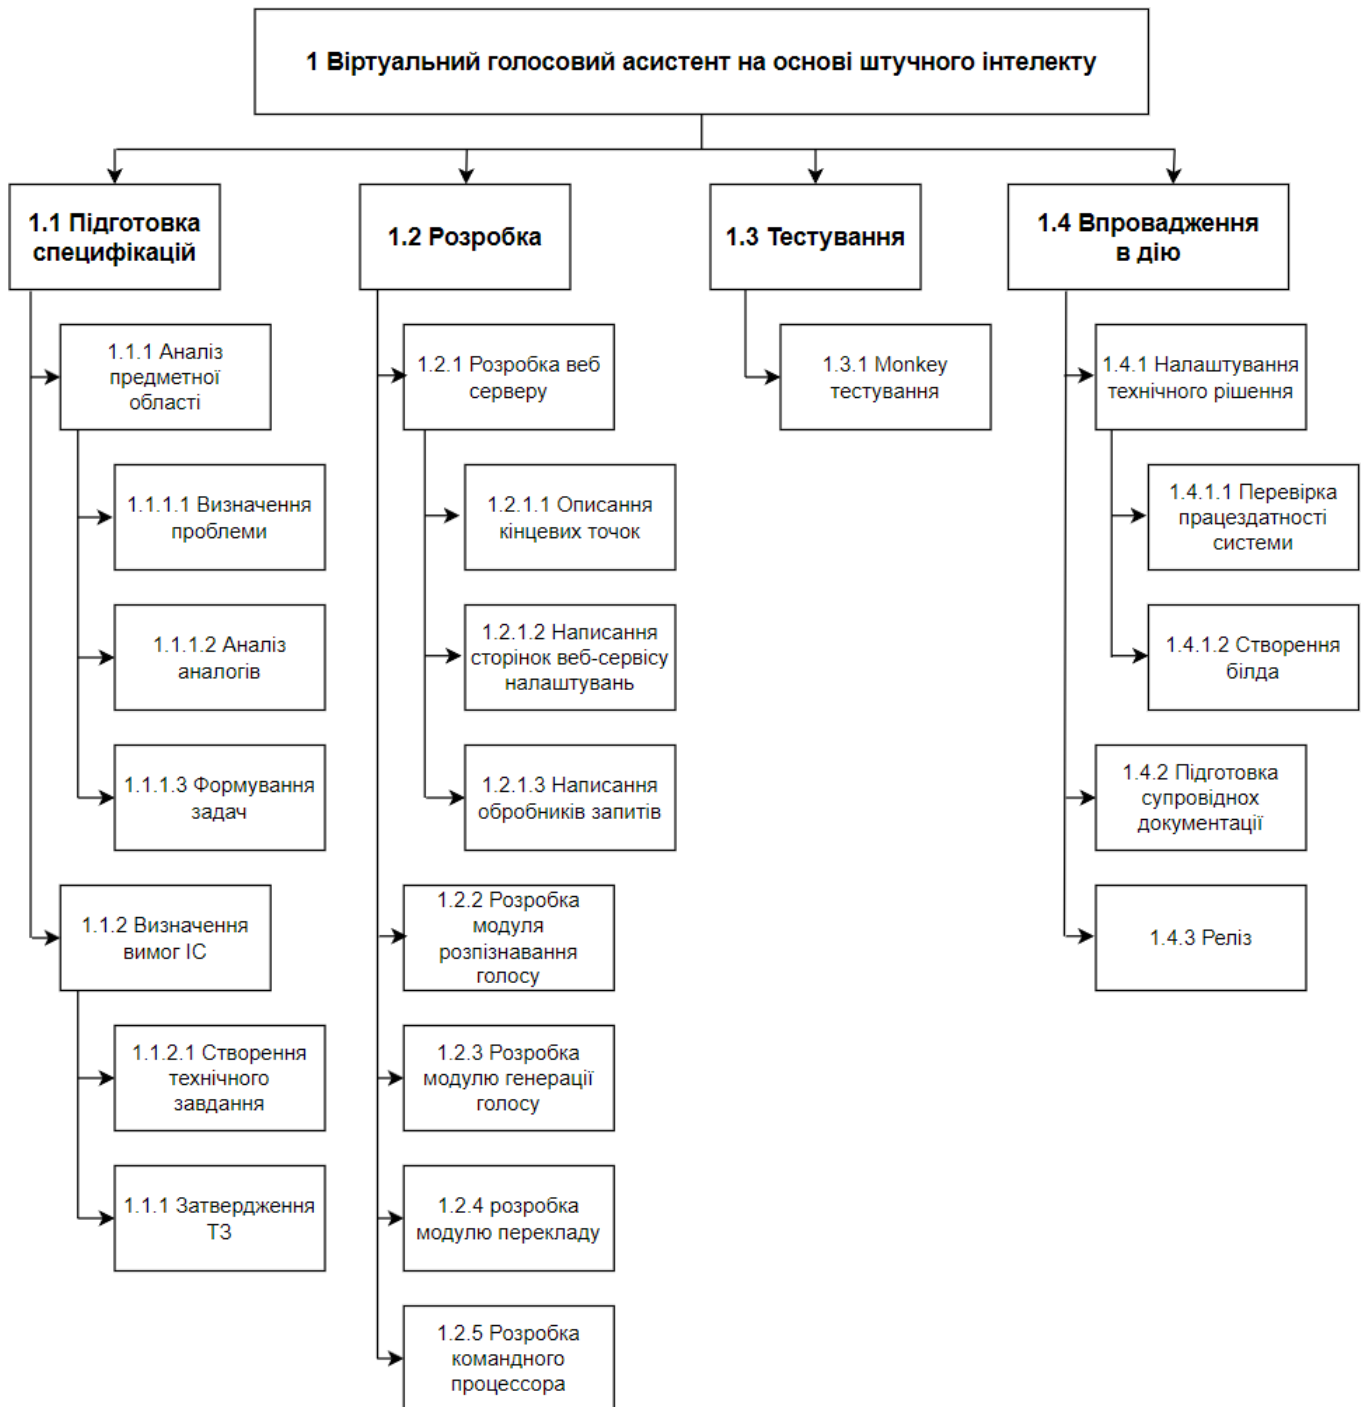 1 Віртуальний голосовий асистент на основі штучного інтелекту
1.1 Підготовка
специфікацій
1.2 Розробка
1.3 Тестування
1.4 Впровадження
в дію
1.1.1 Аналіз
предметної
області
1.1.1.1 Визначення
проблеми
1.1.1.2 Аналіз
аналогів
1.1.1.3 Формування
задач
1.1.2 Визначення
вимог ІС
1.1.2.1 Створення
технічного
завдання
1.1.1 Затвердження
ТЗ
1.2.1 Розробка веб
серверу
1.2.1.1 Описання
кінцевих точок
1.2.1.2 Написання
сторінок веб-сервісу
налаштувань
1.2.1.3 Написання
обробників запитів
1.2.2 Розробка
модуля
розпізнавання
голосу
1.2.3 Розробка
модулю генерації
голосу
1.2.4 розробка
модулю перекладу
1.2.5 Розробка
командного
процессора
1.3.1 Monkey
тестування
1.4.1 Налаштування
технічного рішення
1.4.1.1 Перевірка
працездатності
системи
1.4.1.2 Створення
білда
1.4.2 Підготовка
супровіднох
документації
1.4.3 Реліз